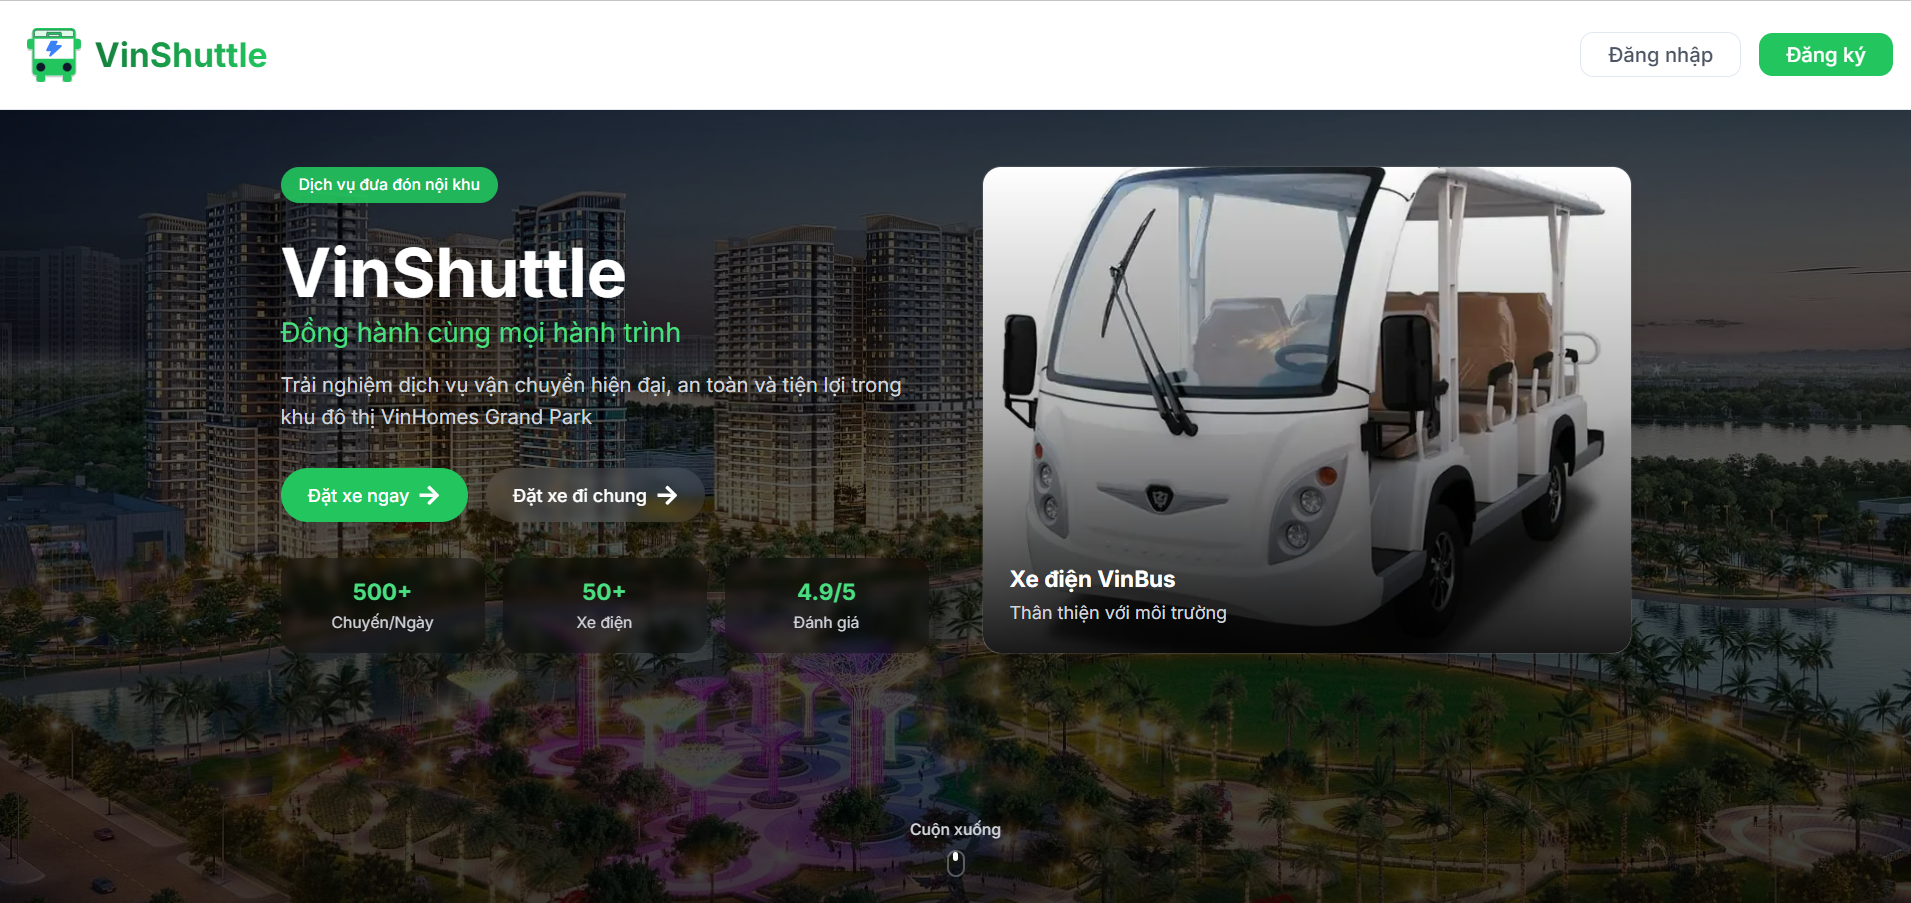 VinShuttle
Đăng nhập
Đăng ký
Dịch vụ đưa đón nội khu
VinShuttle
Đồng hành cùng mọi hành trình
Trải nghiệm dịch vụ vận chuyển hiện đại, an toàn và tiện lợi trong
khu đô thị VinHomes Grand Park
Đặt xe ngay
Đặt xe đi chung
500+
Chuyến/Ngày
50+
Xe điện
4.9/5
Đánh giá
Xe điện VinBus
Thân thiện với môi trường
Cuộn xuống